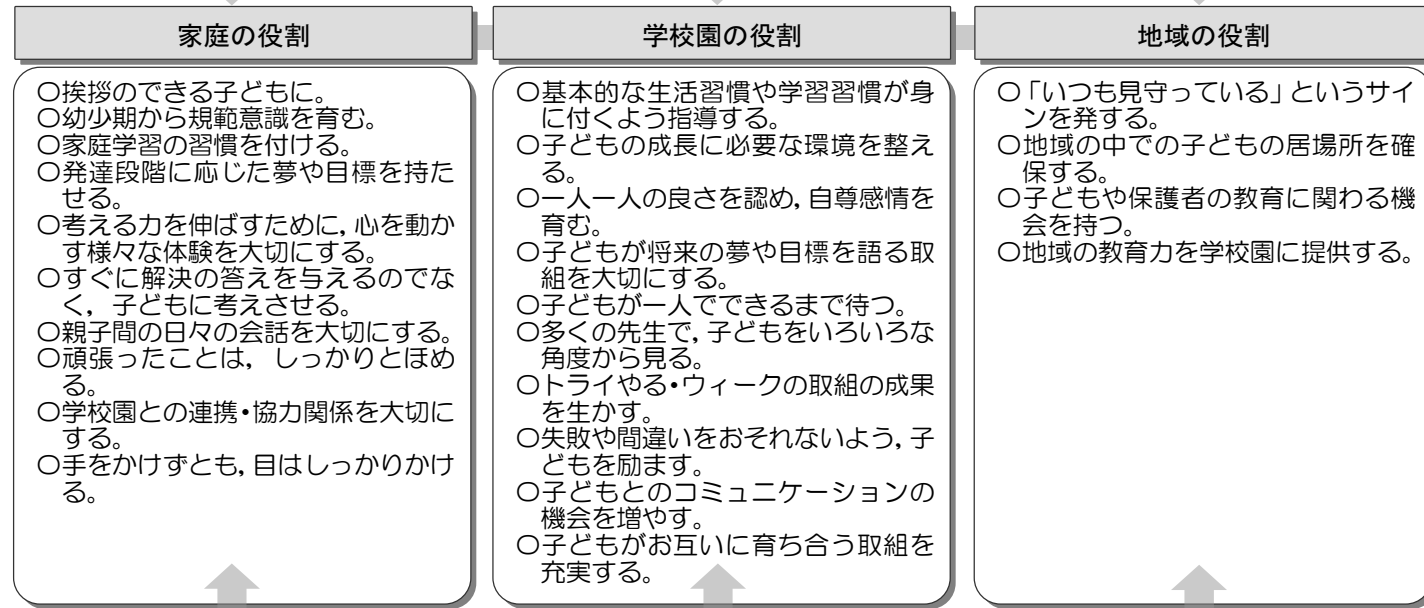 家庭の役割
〇挨拶のできる子どもに。
〇幼少期から規範意識を育む。
〇家庭学習の習慣を付ける。
〇発達段階に応じた夢や目標を持た
せる。
〇考える力を伸ばすために,心を動か
す様々な体験を大切にする。
〇すぐに解決の答えを与えるのでな
く,子どもに考えさせる。
〇親子間の日々の会話を大切にする。
〇頑張ったことは,しっかりとほめ
る。
〇学校園との連携・協力関係を大切に
する。
〇手をかけずとも,目はしっかりかけ
る。
学校園の役割
〇基本的な生活習慣や学習習慣が身
に付くよう指導する。
〇子どもの成長に必要な環境を整え
る。
〇一人一人の良さを認め,自尊感情を
育む。
〇子どもが将来の夢や目標を語る取
組を大切にする。
〇子どもが一人でできるまで待つ。
〇多くの先生で,子どもをいろいろな
角度から見る。
〇トライやる・ウィークの取組の成果
を生かす。
〇失敗や間違いをおそれないよう,子
どもを励ます。
〇子どもとのコミュニケーションの
機会を増やす。
〇子どもがお互いに育ち合う取組を
充実する。
地域の役割
〇「いつも見守っている」というサイ
ンを発する。
〇地域の中での子どもの居場所を確
保する。
〇子どもや保護者の教育に関わる機
会を持つ。
〇地域の教育力を学校園に提供する。